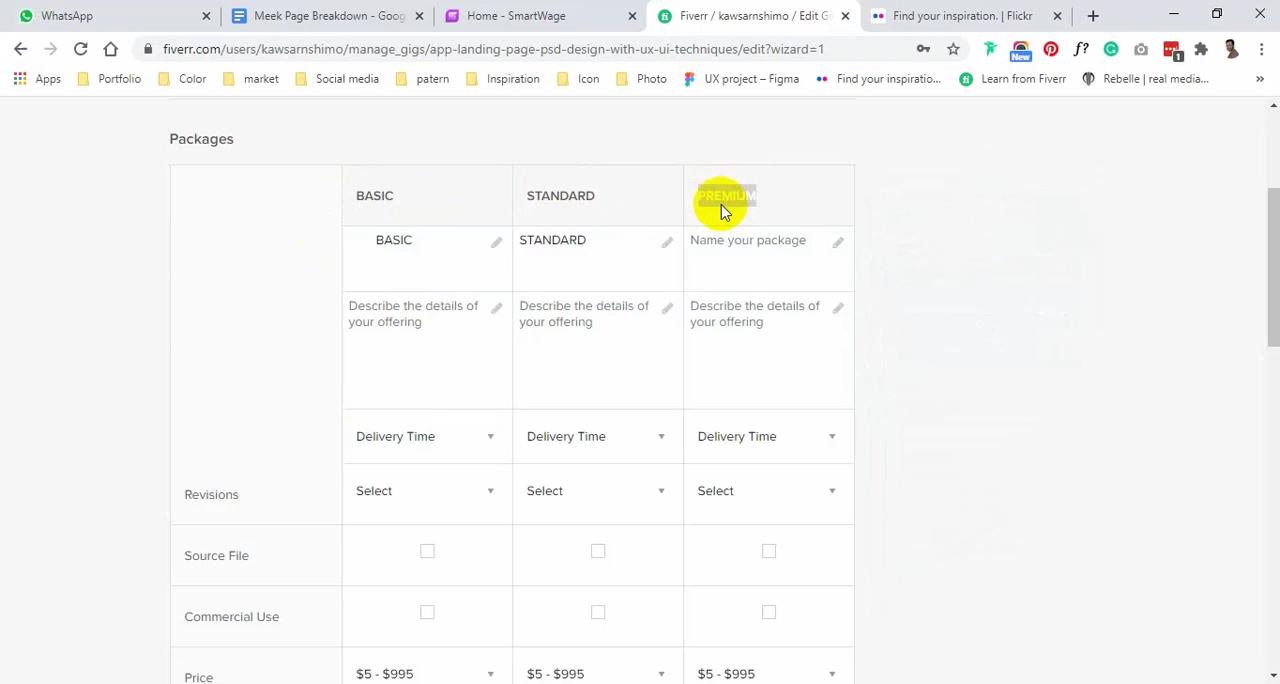 WhatsApp
Meek Page Breakdown - Goog
Home - SmartWage
Fiverr / kawsarnshimo / Edit G
Find your inspiration. | Flickr
fiverr.com/users/kawsarnshimo/manage_gigs/app-landing-page-psd-design-with-ux-ui-techniques/edit?wizard=1
f?
New
1
Apps
Portfolio
Color
market
Social media
patern
Inspiration
Icon
Photo
UX project – Figma
Find your inspiratio...
Learn from Fiverr
Rebelle | real media...
»
Packages
BASIC STANDARD PREMIUM
BASIC STANDARD Name your package
Describe the details of Describe the details of Describe the details of
your offering your offering your offering
Delivery Time Delivery Time Delivery Time
Revisions Select Select Select
Source File
Commercial Use
Price $5 - $995 $5 - $995 $5 - $995